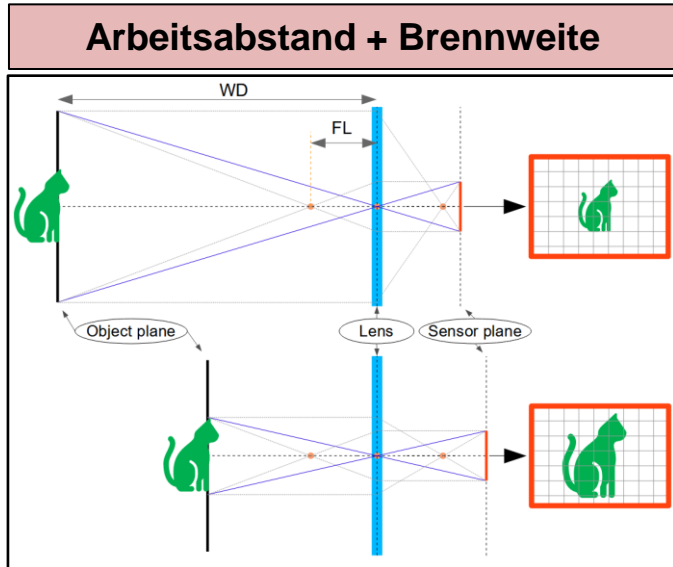 Arbeitsabstand + Brennweite
WD
FL
Object plane
Lens
Sensor plane